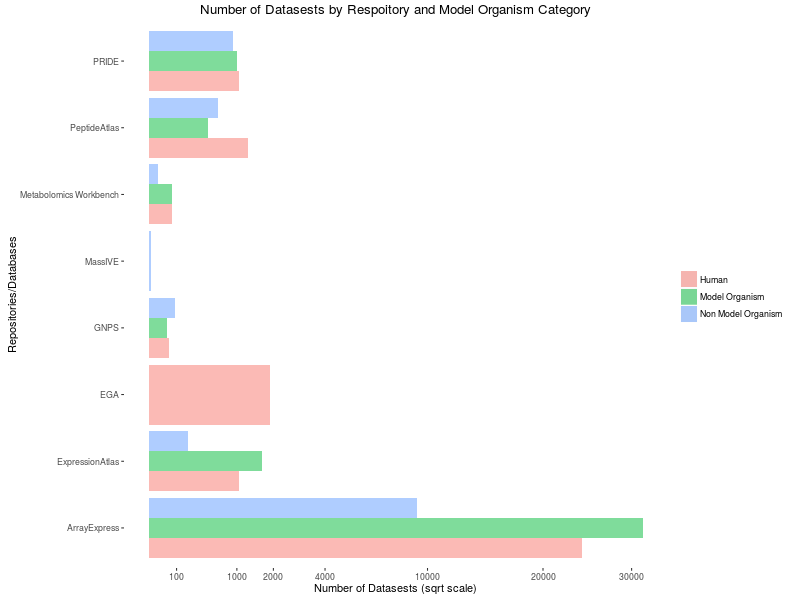 Number of Datasests by Respoitory and Model Organism Category
PRIDE
PeptideAtlas
Metabolomics Workbench
MassIVE
GNPS
EGA
ExpressionAtlas
ArrayExpress
Repositories/Databases
100 1000 2000 4000 10000 20000 30000
Number of Datasests (sqrt scale)
Human
Model Organism
Non Model Organism